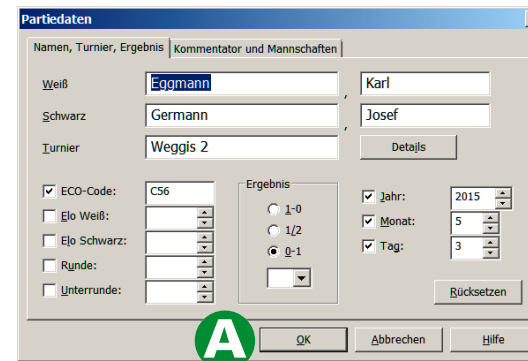 Partiedaten
Namen, Turnier, Ergebnis Kommentator und Mannschaften
Weiß Eggmann , Karl
Schwarz Germann , Josef
Turnier Weggis 2 Details
ECO-Code: C56
Elo Weiß:
Elo Schwarz:
Runde:
Unterrunde:
Ergebnis
1-0
1/2
0-1
Jahr: 2015
Monat: 5
Tag: 3
Rücksetzen
A OK Abbrechen Hilfe